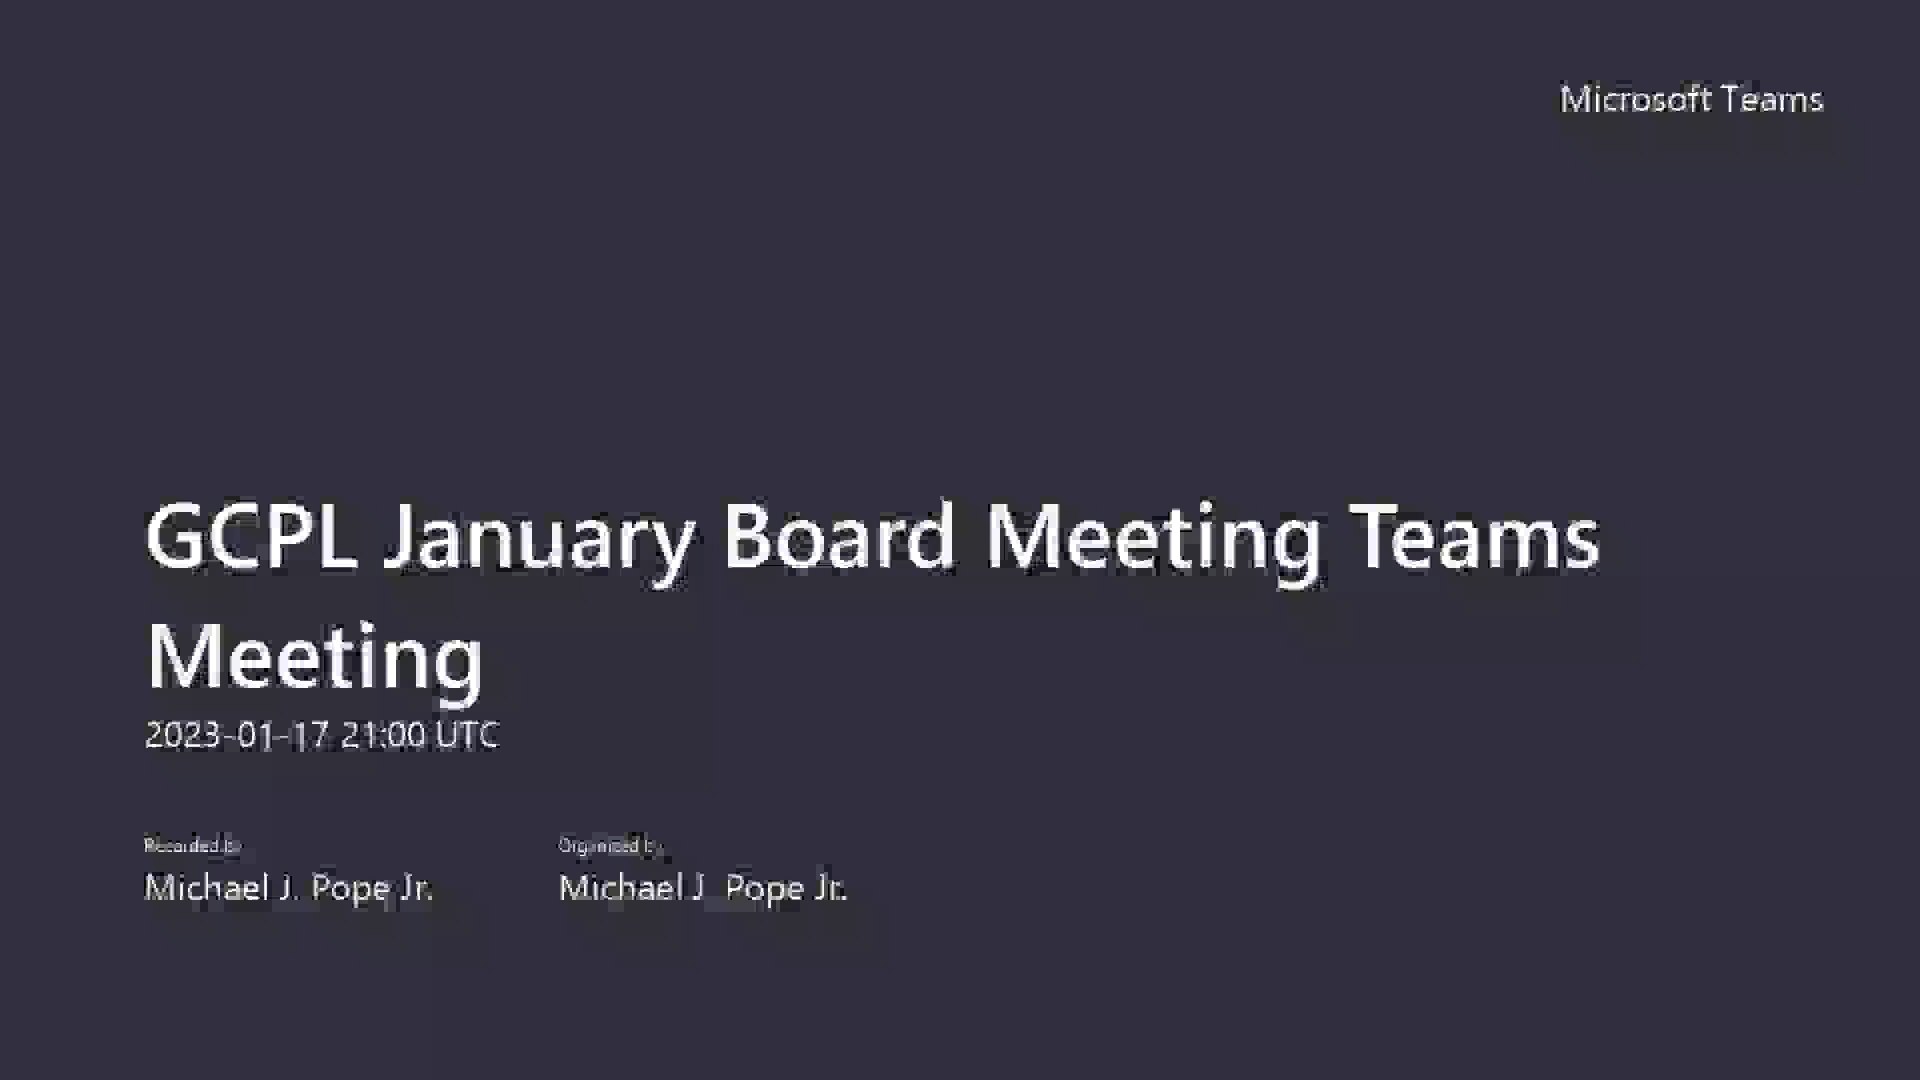 Microsoft Teams
GCPL January Board Meeting Teams
Meeting
2023-01-17 21:00 UTC
Recorded by
Organized by
Michael J. Pope Jr.
Michael J. Pope Jr.